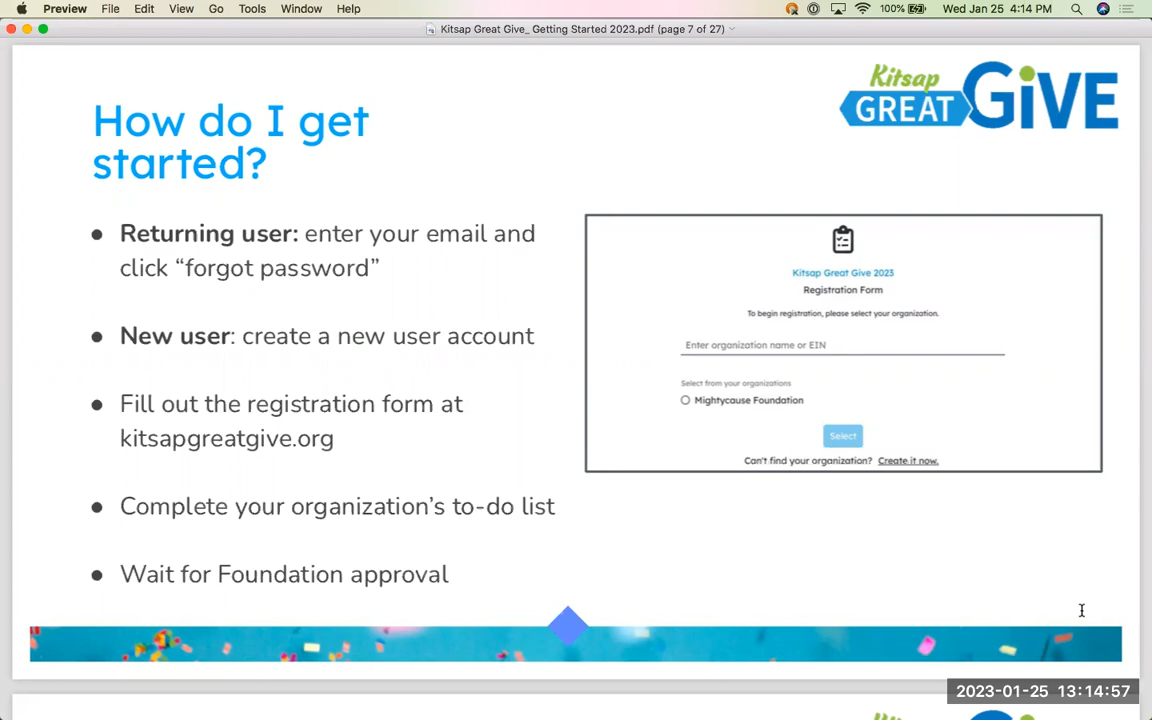 Preview File Edit View Go Tools Window Help 100% Wed Jan 25 4:14 PM
Kitsap Great Give_ Getting Started 2023.pdf (page 7 of 27)
Kitsap
GREAT GiVE
How do I get
started?
● Returning user: enter your email and
click “forgot password”
● New user: create a new user account
● Fill out the registration form at
kitsapgreatgive.org
● Complete your organization’s to-do list
● Wait for Foundation approval
Kitsap Great Give 2023
Registration Form
To begin registration, please select your organization.
Enter organization name or EIN
Select from your organizations
Mightycause Foundation
Select
Can't find your organization? Create it now.
2023-01-25 13:14:57